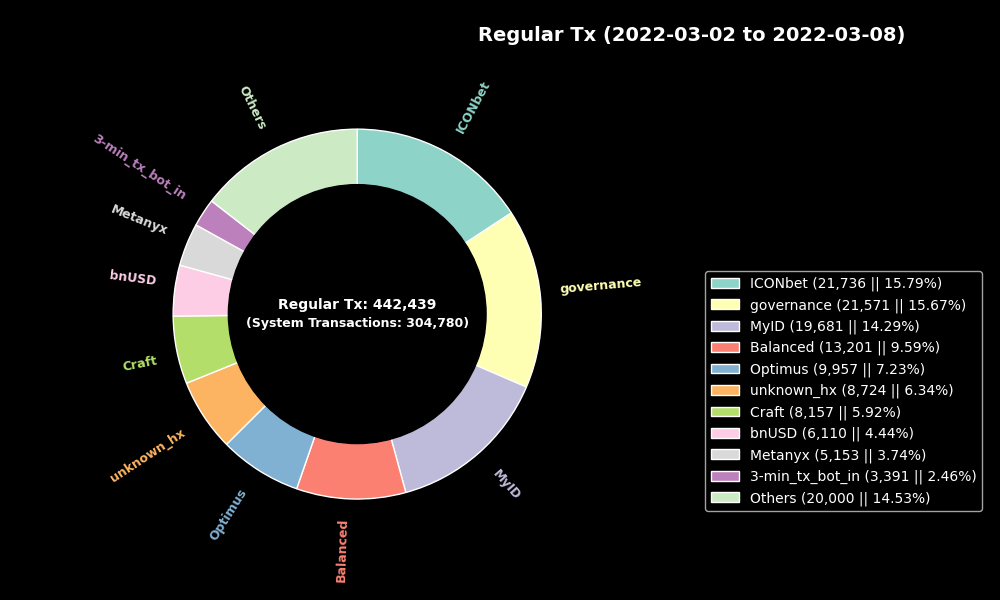 Regular Tx (2022-03-02 to 2022-03-08)
ICONbet
Others
3-min_tx_bot_in
Metanyx
bnUSD
governance
Regular Tx: 442,439
(System Transactions: 304,780)
Craft
unknown_hx
MyID
Optimus
Balanced
ICONbet (21,736 || 15.79%)
governance (21,571 || 15.67%)
MyID (19,681 || 14.29%)
Balanced (13,201 || 9.59%)
Optimus (9,957 || 7.23%)
unknown_hx (8,724 || 6.34%)
Craft (8,157 || 5.92%)
bnUSD (6,110 || 4.44%)
Metanyx (5,153 || 3.74%)
3-min_tx_bot_in (3,391 || 2.46%)
Others (20,000 || 14.53%)